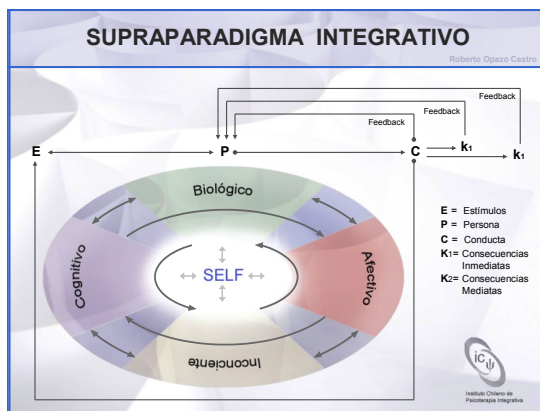 SUPRAPARADIGMA INTEGRATIVO
Roberto Opazo Castro
Feedback
Feedback
Feedback
E
P
C
k1
k1
Biológico
Cognitivo
SELF
Afectivo
Inconciente
E = Estímulos
P = Persona
C = Conducta
K1= Consecuencias
Inmediatas
K2= Consecuencias
Mediatas
ic ψ
Instituto Chileno de
Psicoterapia Integrativa